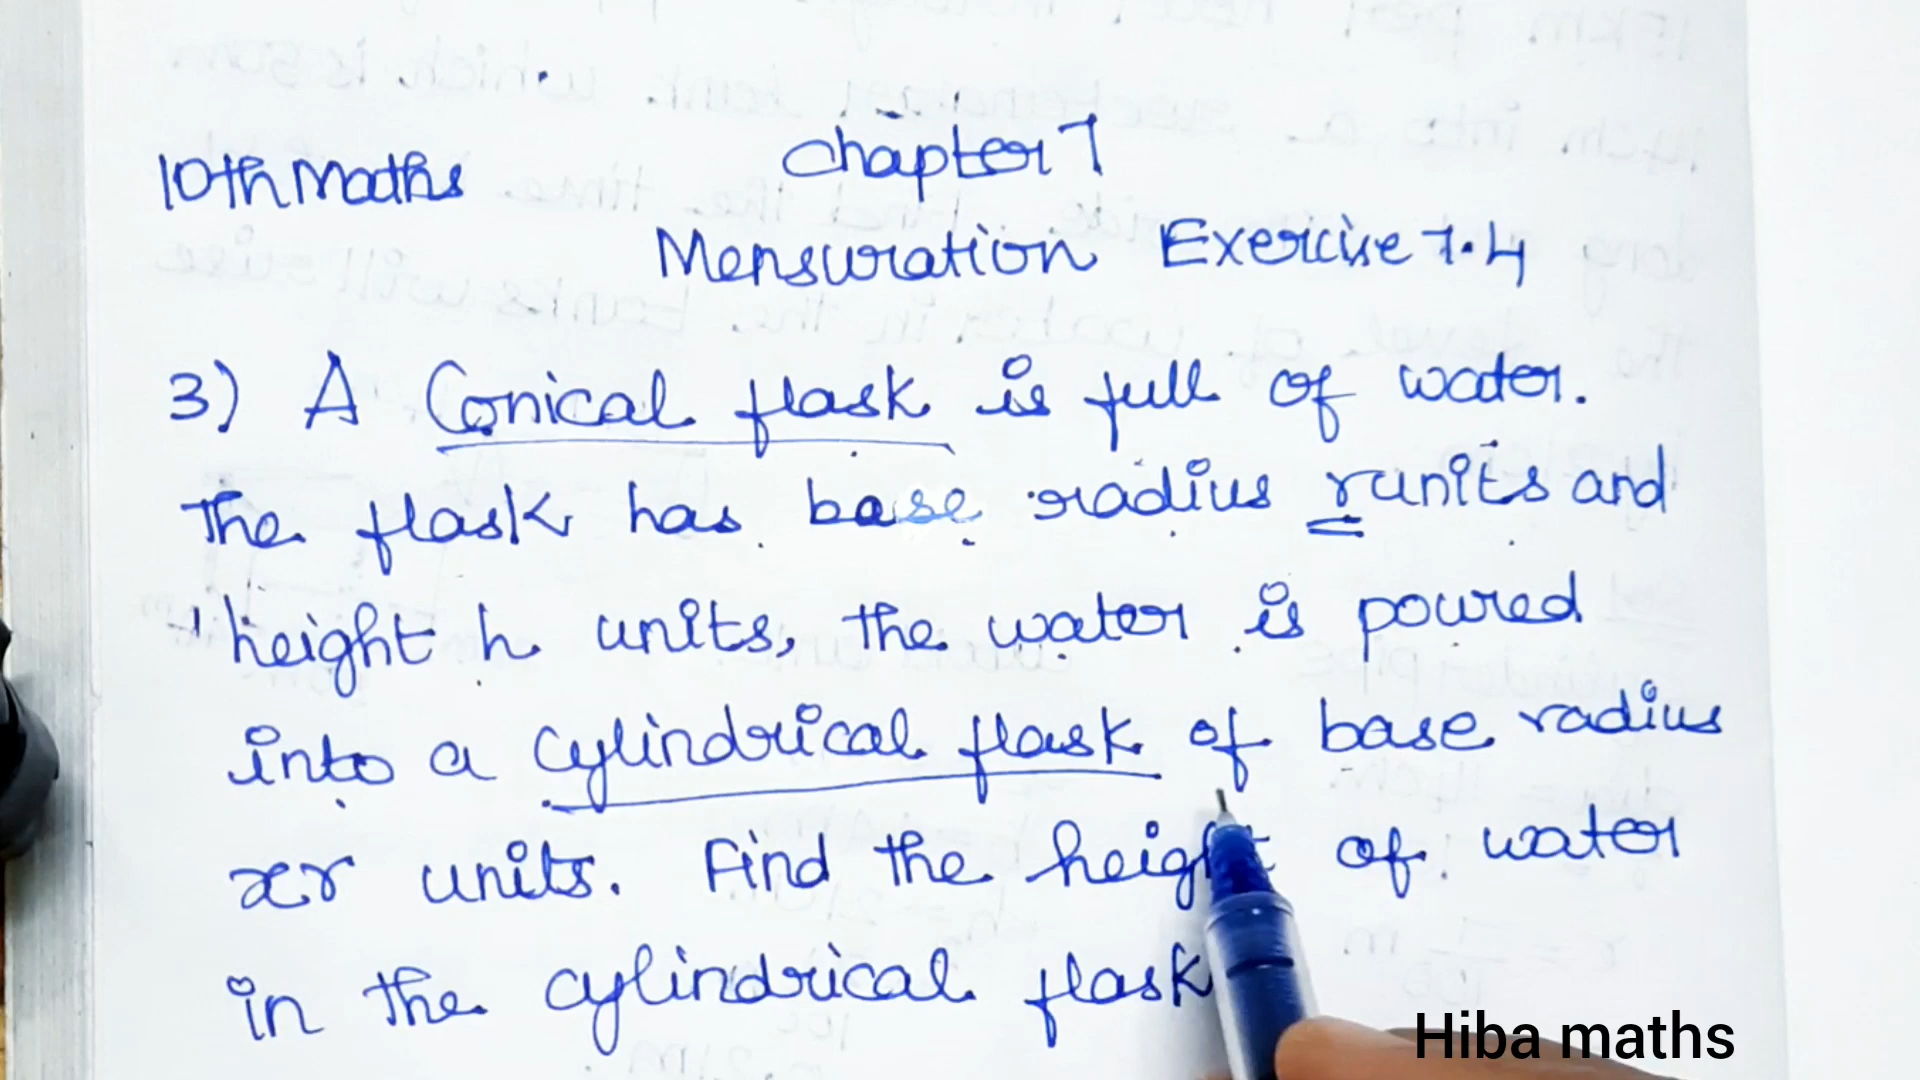 10th Maths
Chapter 7
Mensuration Exercise 7.4
3) A Conical flask is full of water.
The flask has base radius r units and
height h units, the water is poured
into a cylindrical flask of base radius
xr units. Find the height of water
in the cylindrical flask
Hiba maths